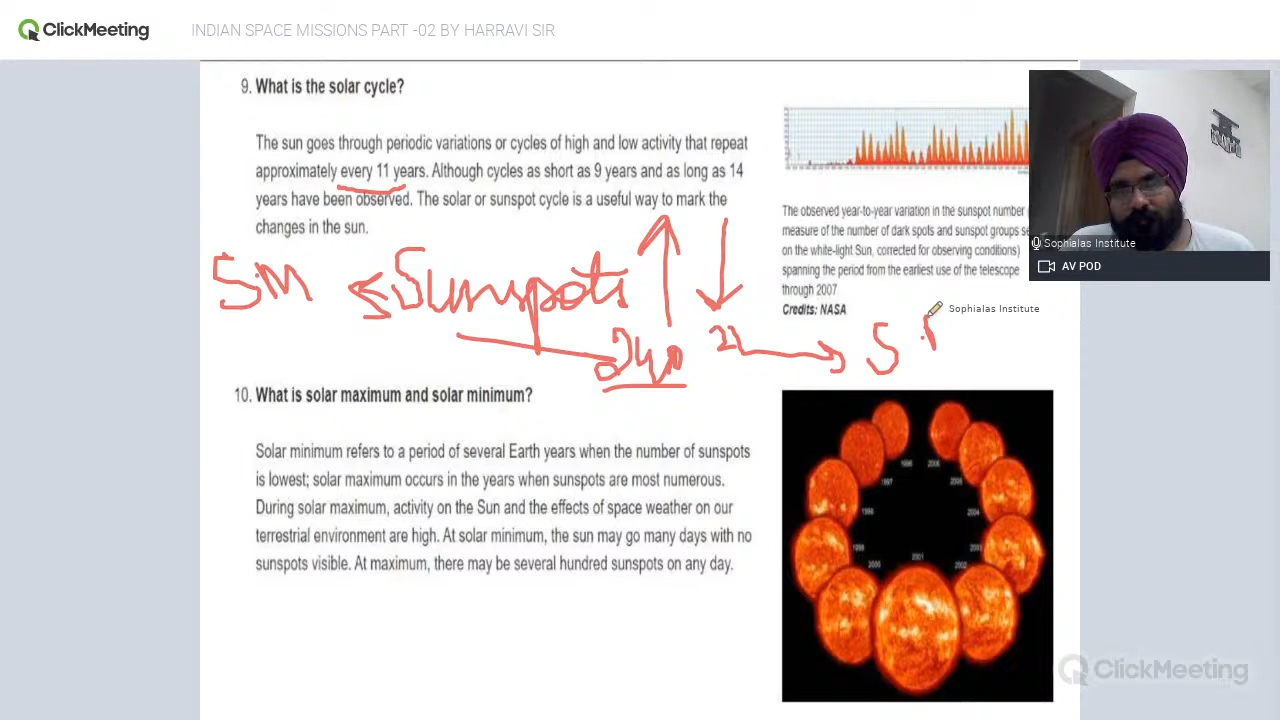 ClickMeeting
INDIAN SPACE MISSIONS PART -02 BY HARRAVI SIR
9. What is the solar cycle?
The sun goes through periodic variations or cycles of high and low activity that repeat
approximately every 11 years. Although cycles as short as 9 years and as long as 14
years have been observed. The solar or sunspot cycle is a useful way to mark the
changes in the sun.
SM
Sunspots
The observed year-to-year variation in the sunspot number
measure of the number of dark spots and sunspot groups se
on the white-light Sun, corrected for observing conditions)
spanning the period from the earliest use of the telescope
through 2007
Credits: NASA
Sophialas Institute
AV POD
Sophialas Institute
S
10. What is solar maximum and solar minimum?
Solar minimum refers to a period of several Earth years when the number of sunspots
is lowest; solar maximum occurs in the years when sunspots are most numerous.
During solar maximum, activity on the Sun and the effects of space weather on our
terrestrial environment are high. At solar minimum, the sun may go many days with no
sunspots visible. At maximum, there may be several hundred sunspots on any day.
1996
1997
2004
2000
2001
2002
ClickMeeting